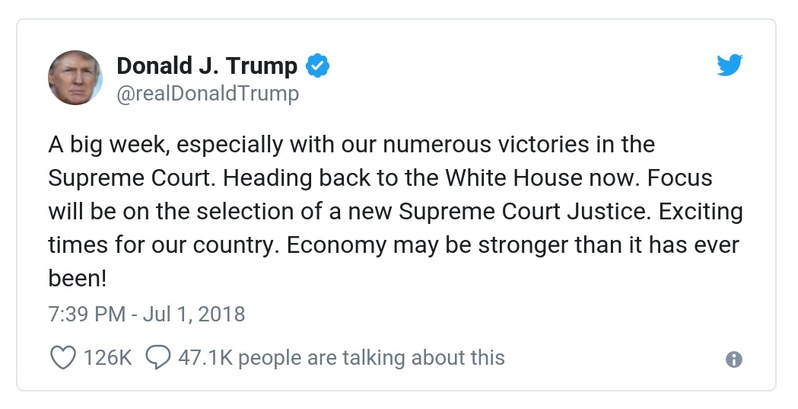 Donald J. Trump
@realDonaldTrump
A big week, especially with our numerous victories in the
Supreme Court. Heading back to the White House now. Focus
will be on the selection of a new Supreme Court Justice. Exciting
times for our country. Economy may be stronger than it has ever
been!
7:39 PM - Jul 1, 2018
126K 47.1K people are talking about this